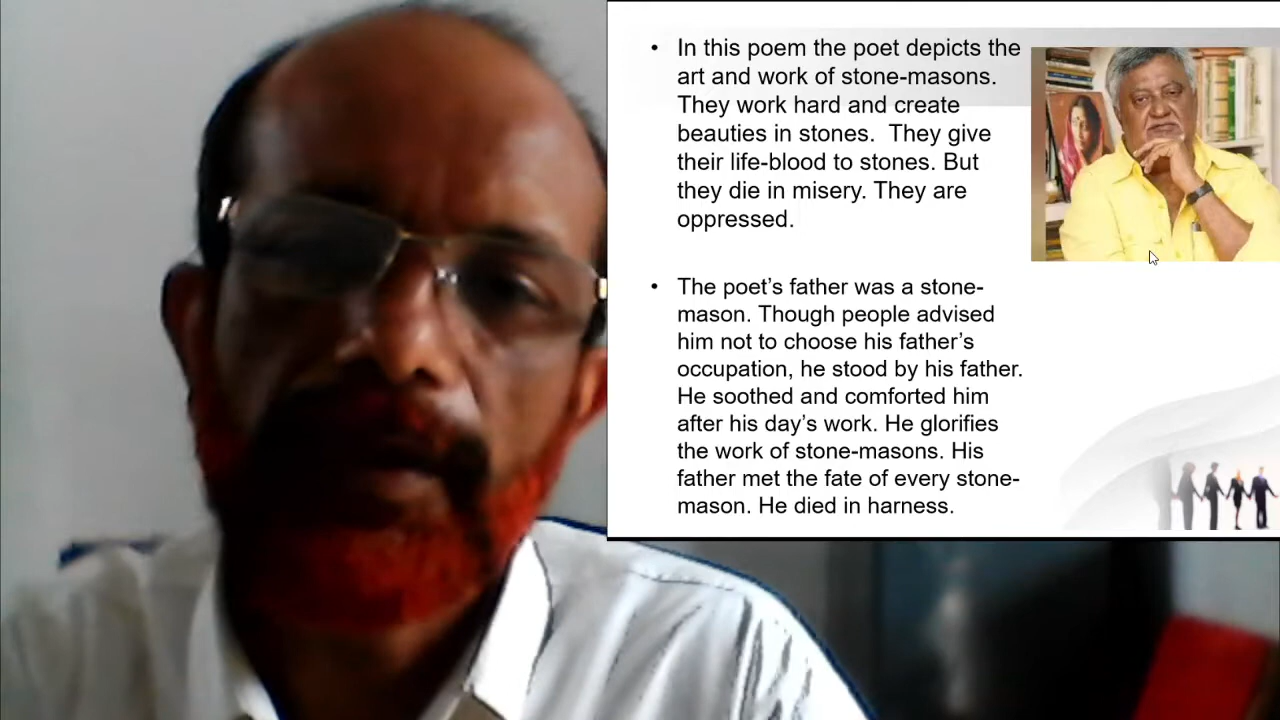 • In this poem the poet depicts the
art and work of stone-masons.
They work hard and create
beauties in stones.  They give
their life-blood to stones. But
they die in misery. They are
oppressed.
• The poet’s father was a stone-
mason. Though people advised
him not to choose his father’s
occupation, he stood by his father.
He soothed and comforted him
after his day’s work. He glorifies
the work of stone-masons. His
father met the fate of every stone-
mason. He died in harness.